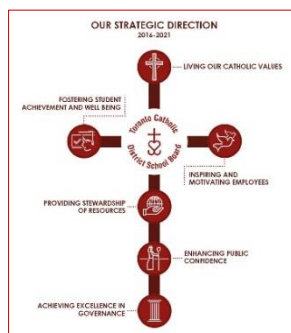 OUR STRATEGIC DIRECTION
2016-2021
LIVING OUR CATHOLIC VALUES
FOSTERING STUDENT
ACHIEVEMENT AND WELL BEING
Toronto Catholic
District School Board
INSPIRING AND
MOTIVATING EMPLOYEES
PROVIDING STEWARDSHIP
OF RESOURCES
ENHANCING PUBLIC
CONFIDENCE
ACHIEVING EXCELLENCE IN
GOVERNANCE